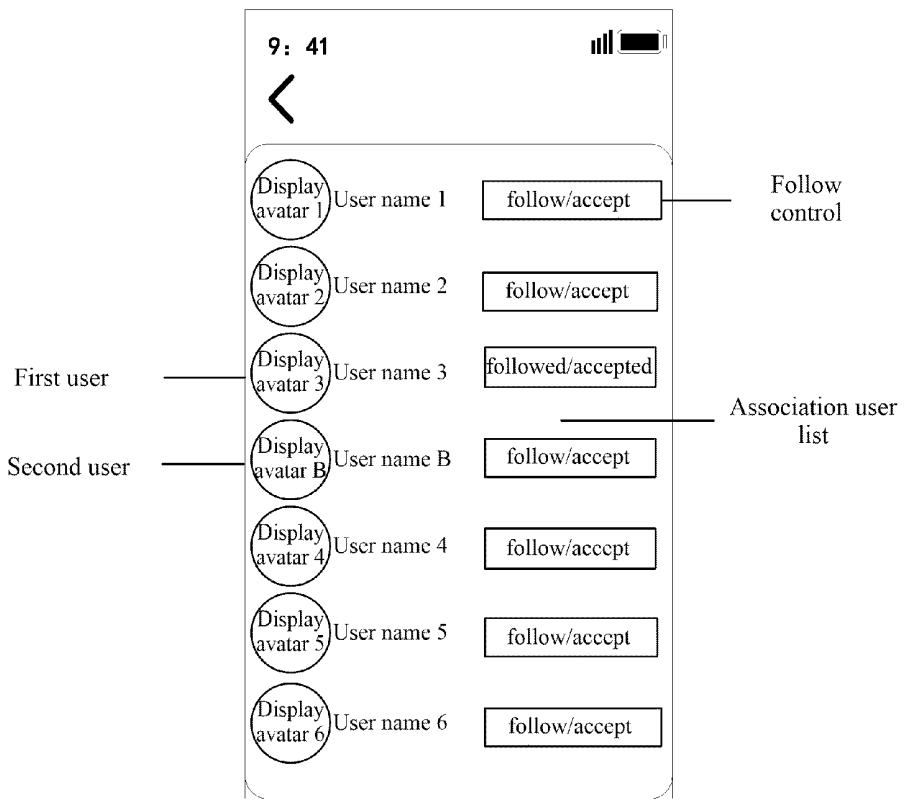 9: 41
Display
avatar 1
User name 1
follow/accept
Follow
control
Display
avatar 2
User name 2
follow/accept
First user
Display
avatar 3
User name 3
followed/accepted
Association user
list
Second user
Display
avatar B
User name B
follow/accept
Display
avatar 4
User name 4
follow/accept
Display
avatar 5
User name 5
follow/accept
Display
avatar 6
User name 6
follow/accept